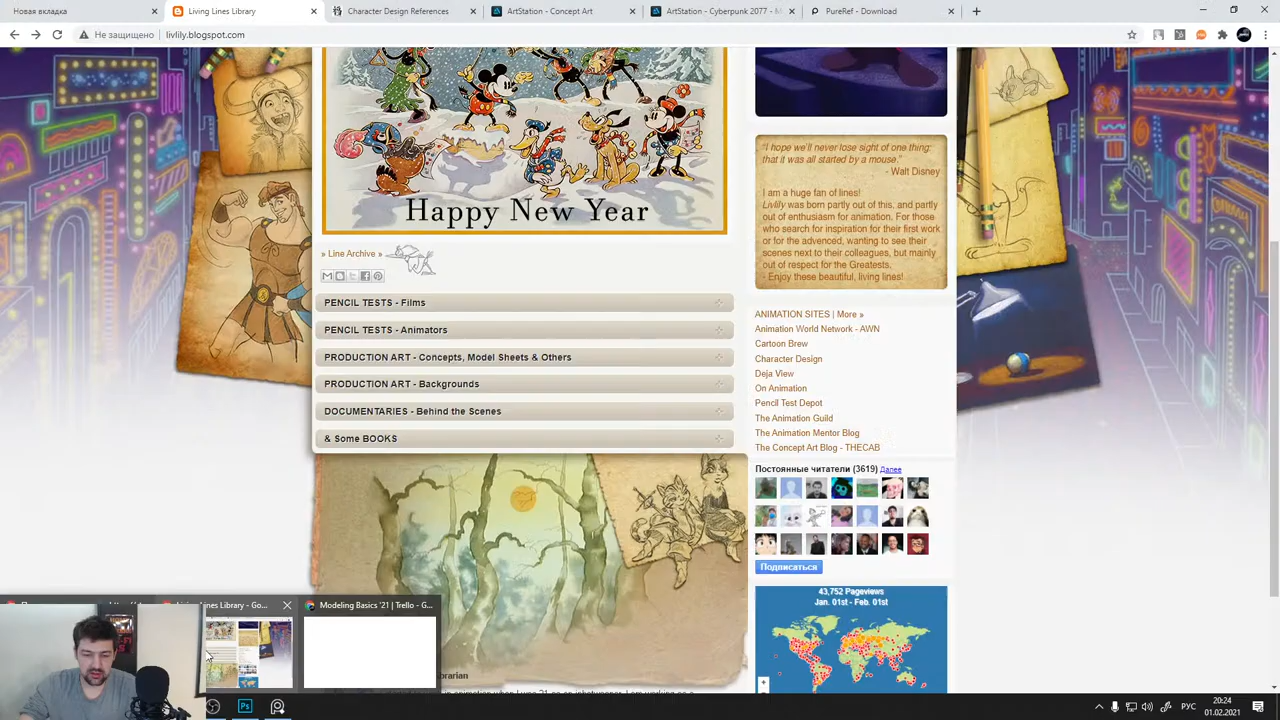 Новая вкладка
Living Lines Library
Character Design References
ArtStation - Concept Art
ArtStation - Cyberpunk 2077 - M
PureRef - Download
Не защищено
livlily.blogspot.com
Happy New Year
» Line Archive »
PENCIL TESTS - Films
PENCIL TESTS - Animators
PRODUCTION ART - Concepts, Model Sheets & Others
PRODUCTION ART - Backgrounds
DOCUMENTARIES - Behind the Scenes
& Some BOOKS
"I hope we'll never lose sight of one thing:
that it was all started by a mouse."
- Walt Disney
I am a huge fan of lines!
Livlily was born partly out of this, and partly
out of enthusiasm for animation. For those
who search for inspiration for their first work
or for the advenced, wanting to see their
scenes next to their colleagues, but mainly
out of respect for the Greatests.
- Enjoy these beautiful, living lines!
ANIMATION SITES | More »
Animation World Network - AWN
Cartoon Brew
Character Design
Deja View
On Animation
Pencil Test Depot
The Animation Guild
The Animation Mentor Blog
The Concept Art Blog - THECAB
Постоянные читатели (3619) Далее
Подписаться
43,752 Pageviews
Jan. 01st - Feb. 01st
Lines Library - Go...
Modeling Basics '21 | Trello - G...
brarian
Ps
РУС
20:24
01.02.2021